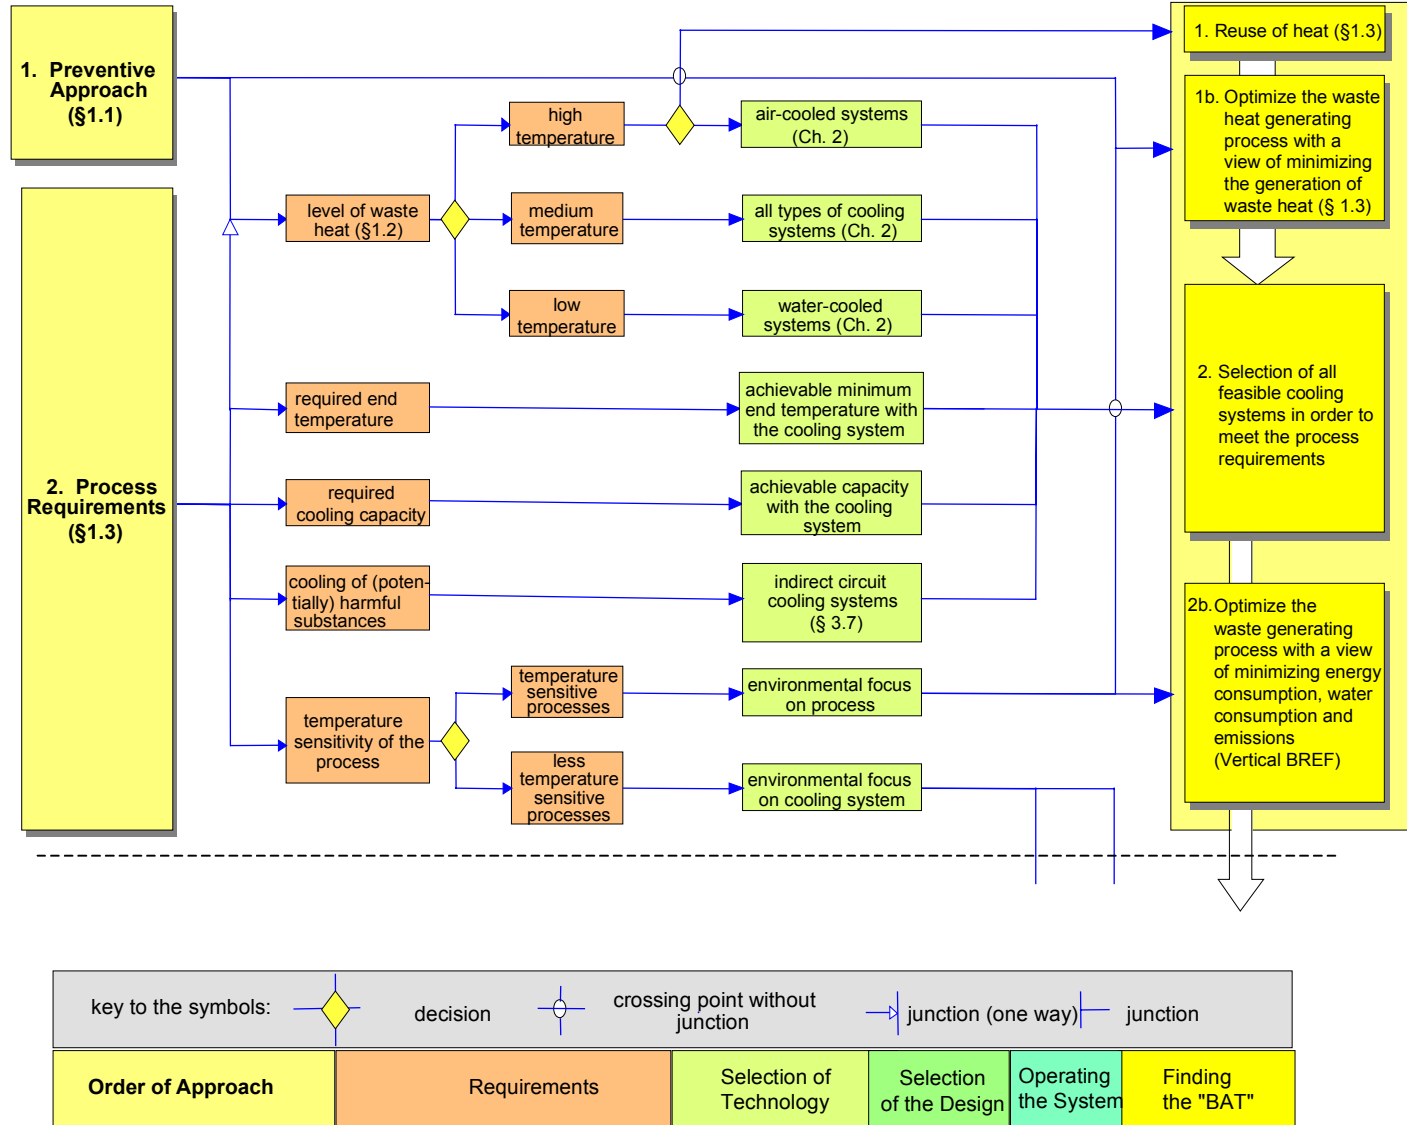 1. Preventive
Approach
(§1.1)
2. Process
Requirements
(§1.3)
level of waste
heat (§1.2)
high
temperature
medium
temperature
low
temperature
air-cooled systems
(Ch. 2)
all types of cooling
systems (Ch. 2)
water-cooled
systems (Ch. 2)
required end
temperature
achievable minimum
end temperature with
the cooling system
required
cooling capacity
achievable capacity
with the cooling
system
cooling of (poten-
tially) harmful
substances
indirect circuit
cooling systems
(§ 3.7)
temperature
sensitivity of the
process
temperature
sensitive
processes
environmental focus
on process
less
temperature
sensitive
processes
environmental focus
on cooling system
1. Reuse of heat (§1.3)
1b. Optimize the waste
heat generating
process with a
view of minimizing
the generation of
waste heat (§ 1.3)
2. Selection of all
feasible cooling
systems in order to
meet the process
requirements
2b. Optimize the
waste generating
process with a view
of minimizing energy
consumption, water
consumption and
emissions
(Vertical BREF)
key to the symbols:
decision
crossing point without
junction
junction (one way)
junction
Order of Approach
Requirements
Selection of
Technology
Selection
of the Design
Operating
the System
Finding
the "BAT"